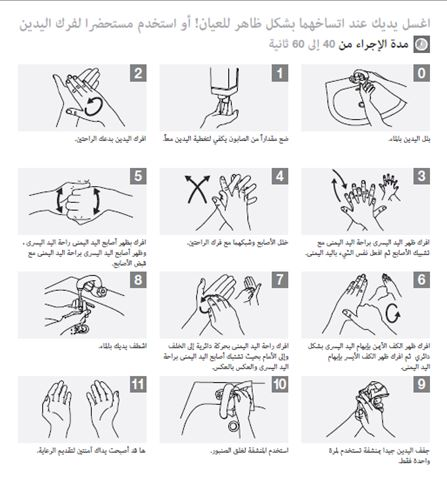 اغسل يديك عند اتساخهما بشكل ظاهر للعيان! أو استخدم مستحضرا لفرك اليدين
مدة الإجراء من 40 إلى 60 ثانية
0
بلل اليدين بالماء.
1
ضع مقداراً من الصابون يكفي لتغطية اليدين معاً.
2
افرك اليدين بدعك الراحتين.
3
افرك ظهر اليد اليسرى براحة اليد اليمنى مع
تشبيك الأصابع ثم افعل نفس الشيء باليد اليمنى.
4
خلل الأصابع وشبكهما مع فرك الراحتين.
5
افرك بظهر أصابع اليد اليمنى راحة اليد اليسرى،
وظهر أصابع اليد اليسرى براحة اليد اليمنى مع
قبض الأصابع.
6
افرك ظهر الكف الأيمن بإبهام اليد اليسرى بشكل
دائري ثم افرك ظهر الكف الأيسر بإبهام
اليد اليمنى.
7
افرك راحة اليد اليمنى بحركة دائرية إلى الخلف
وإلى الأمام بحيث تشتبك أصابع اليد اليمنى براحة
اليد اليسرى والعكس بالعكس.
8
اشطف يديك بالماء.
9
جفف اليدين جيداً بمنشفة تستخدم لمرة
واحدة فقط.
10
استخدم المنشفة لغلق الصنبور.
11
ها قد أصبحت يداك آمنتين لتقديم الرعاية.